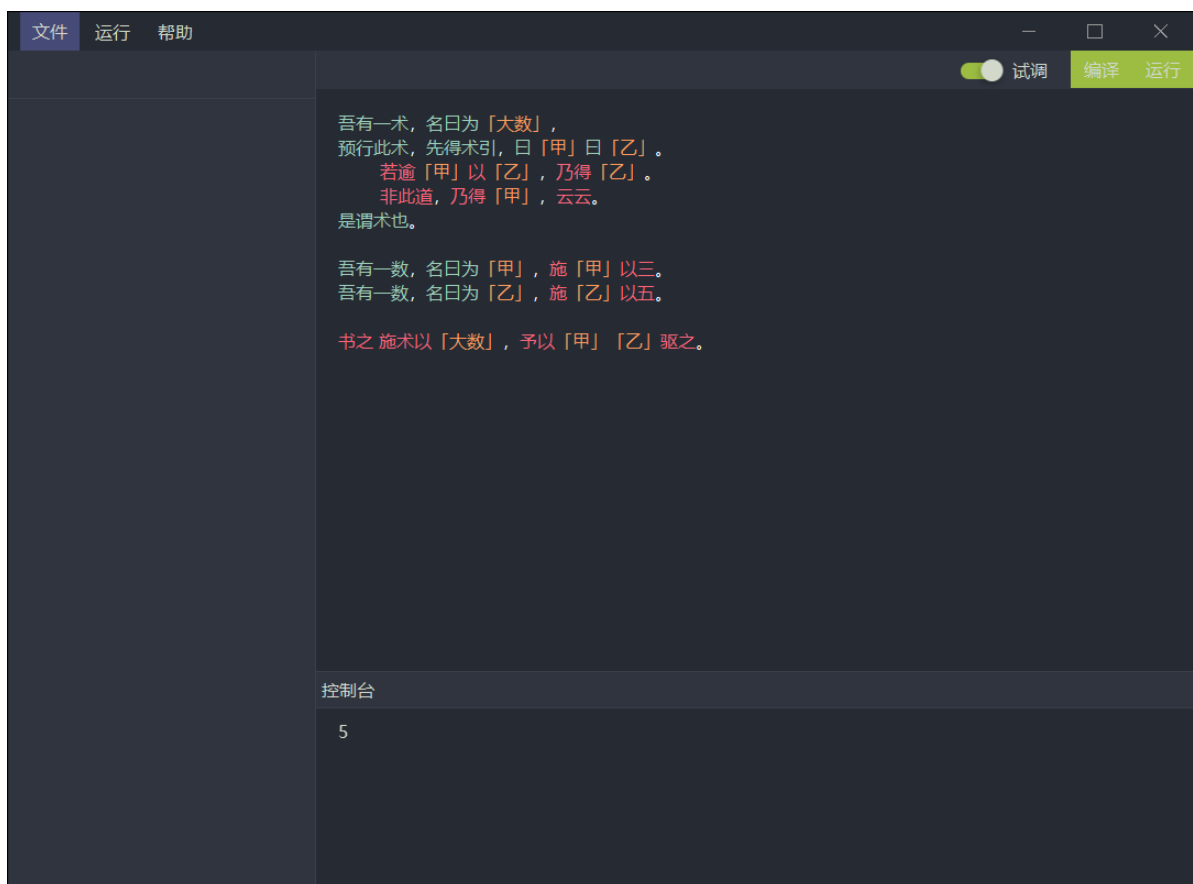 文件 运行 帮助
试调 编译 运行
吾有一术，名曰为「大数」，
预行此术，先得术引，曰「甲」曰「乙」。
若逾「甲」以「乙」，乃得「乙」。
非此道，乃得「甲」，云云。
是谓术也。
吾有一数，名曰为「甲」，施「甲」以三。
吾有一数，名曰为「乙」，施「乙」以五。
书之 施术以「大数」，予以「甲」「乙」驱之。
控制台
5